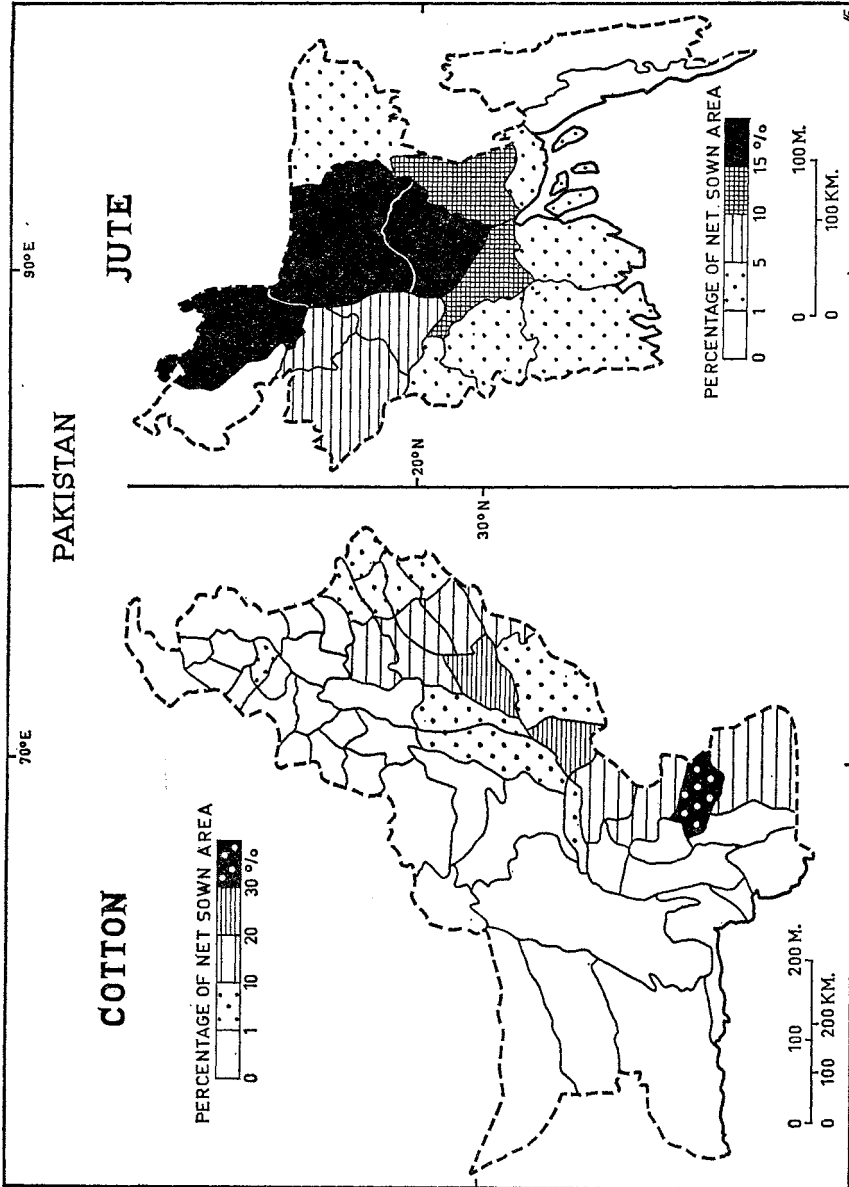 PAKISTAN
COTTON
PERCENTAGE OF NET SOWN AREA
0 1 10 20 30 %
70°E
30°N
0 100 200 M.
0 100 200 KM.
JUTE
90°E
20°N
PERCENTAGE OF NET SOWN AREA
0 1 5 10 15 %
0 100 M.
0 100 KM.